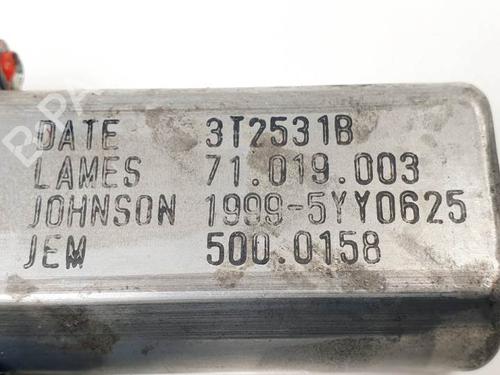 DATE 3T2531B
LAMES 71.019.003
JOHNSON 1999-5YY0625
JEM 500.0158